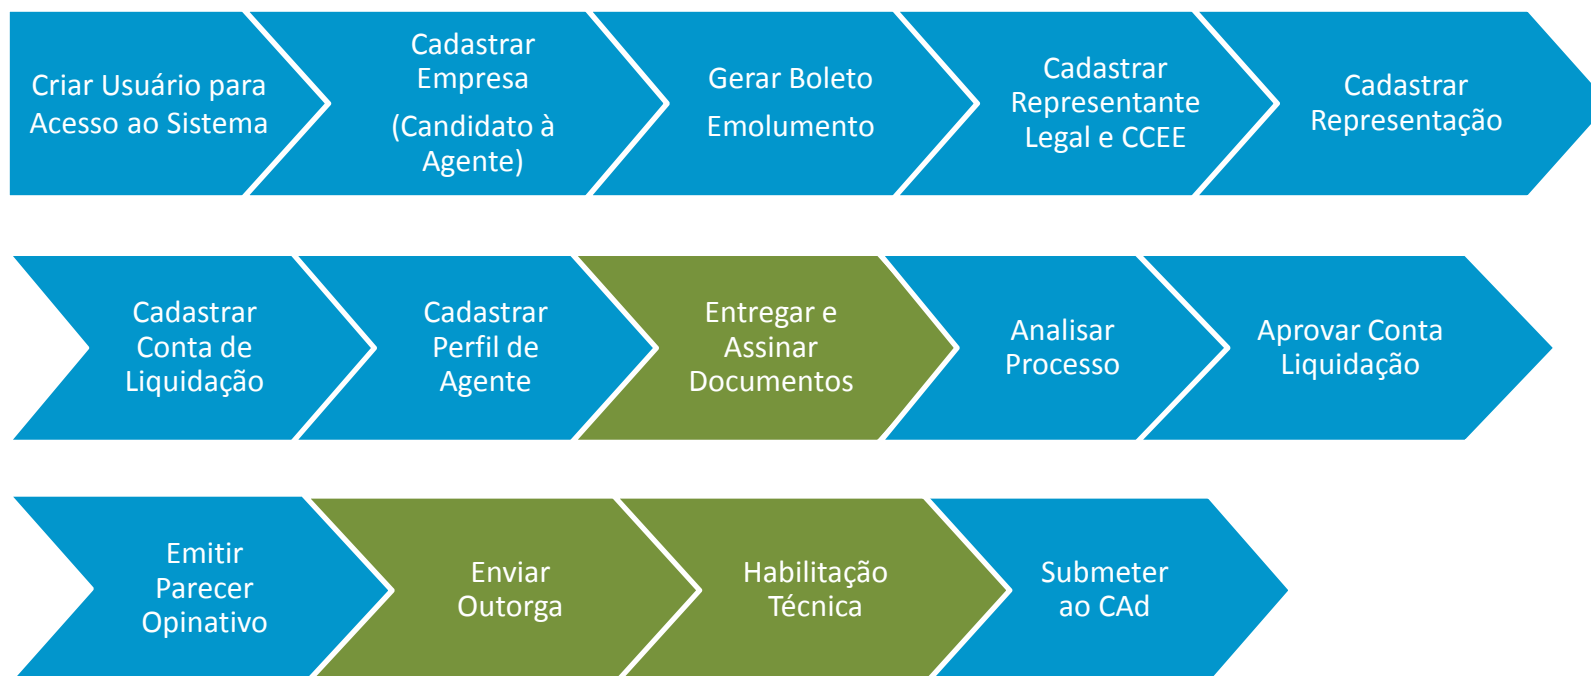 Criar Usuário para
Acesso ao Sistema
Cadastrar
Empresa
(Candidato à
Agente)
Gerar Boleto
Emolumento
Cadastrar
Representante
Legal e CCEE
Cadastrar
Representação
Cadastrar
Conta de
Liquidação
Cadastrar
Perfil de
Agente
Entregar e
Assinar
Documentos
Analisar
Processo
Aprovar Conta
Liquidação
Emitir
Parecer
Opinativo
Enviar
Outorga
Habilitação
Técnica
Submeter
ao CAd